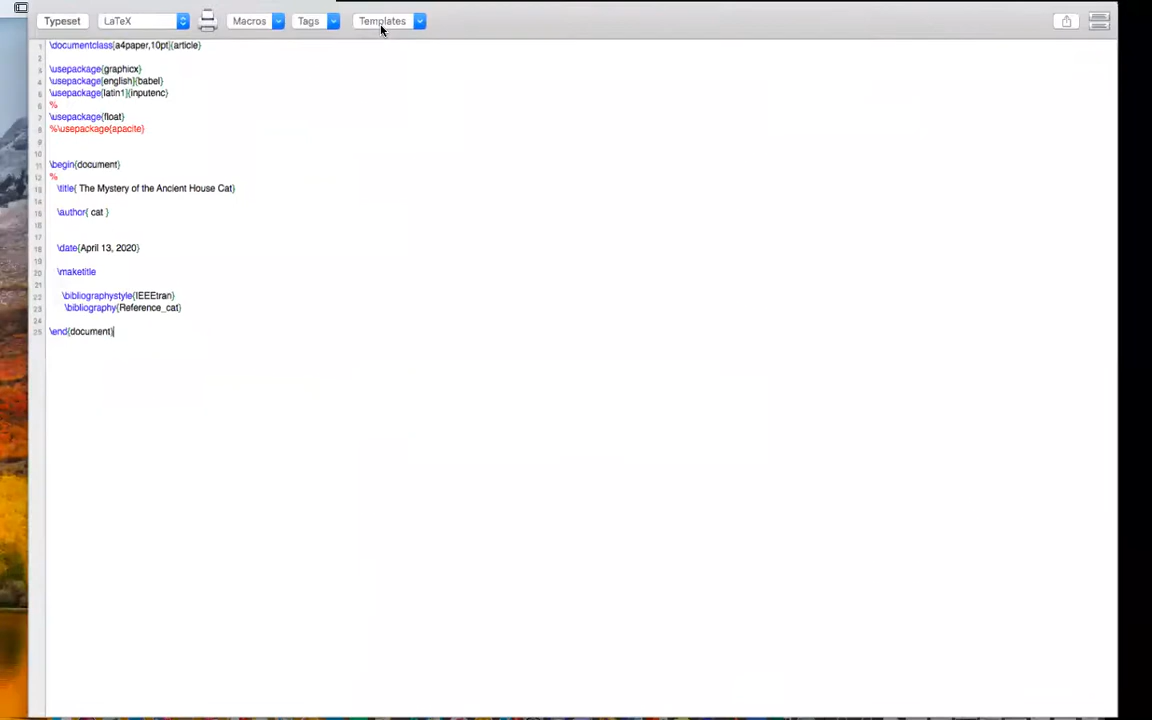 Typeset LaTeX Macros Tags Templates
1 \documentclass[a4paper,10pt]{article}
2
3 \usepackage{graphicx}
4 \usepackage[english]{babel}
5 \usepackage[latin1]{inputenc}
6 %
7 \usepackage{float}
8 %\usepackage{apacite}
9
10
11 \begin{document}
12 %
13 \title{ The Mystery of the Ancient House Cat}
14
15 \author{ cat }
16
17
18 \date{April 13, 2020}
19
20 \maketitle
21
22 \bibliographystyle{IEEEtran}
23 \bibliography{Reference_cat}
24
25 \end{document}